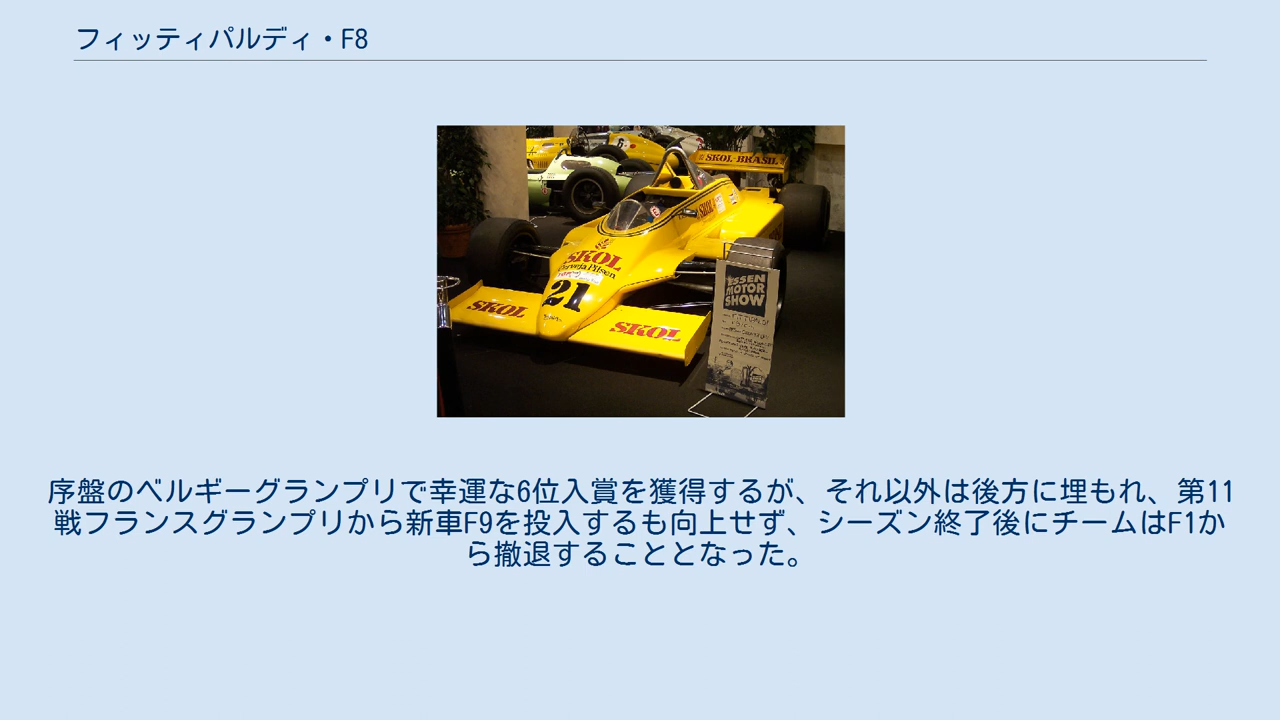 フィッティパルディ・F8
SKOL-BRASIL
6
SKOL
SKOL
Cerveja Pilsen
21
SKOL
SKOL
ESSEN
MOTOR
SHOW
序盤のベルギーグランプリで幸運な6位入賞を獲得するが、それ以外は後方に埋もれ、第11
戦フランスグランプリから新車F9を投入するも向上せず、シーズン終了後にチームはF1か
ら撤退することとなった。